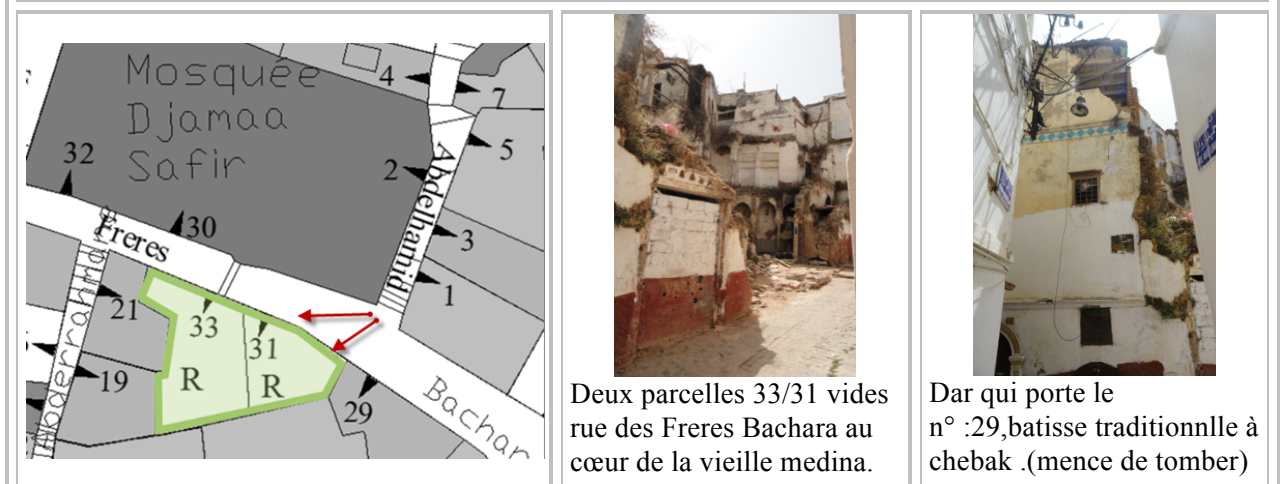 Mosquée
Djamaa
Safir
4
7
5
32
2
Abdelhamid
30
Freres
3
1
21
33
31
19
R
R
29
Bachar
Deux parcelles 33/31 vides
rue des Freres Bachara au
cœur de la vieille medina.
Dar qui porte le
n° :29,batisse traditionnlle à
chebak .(mence de tomber)